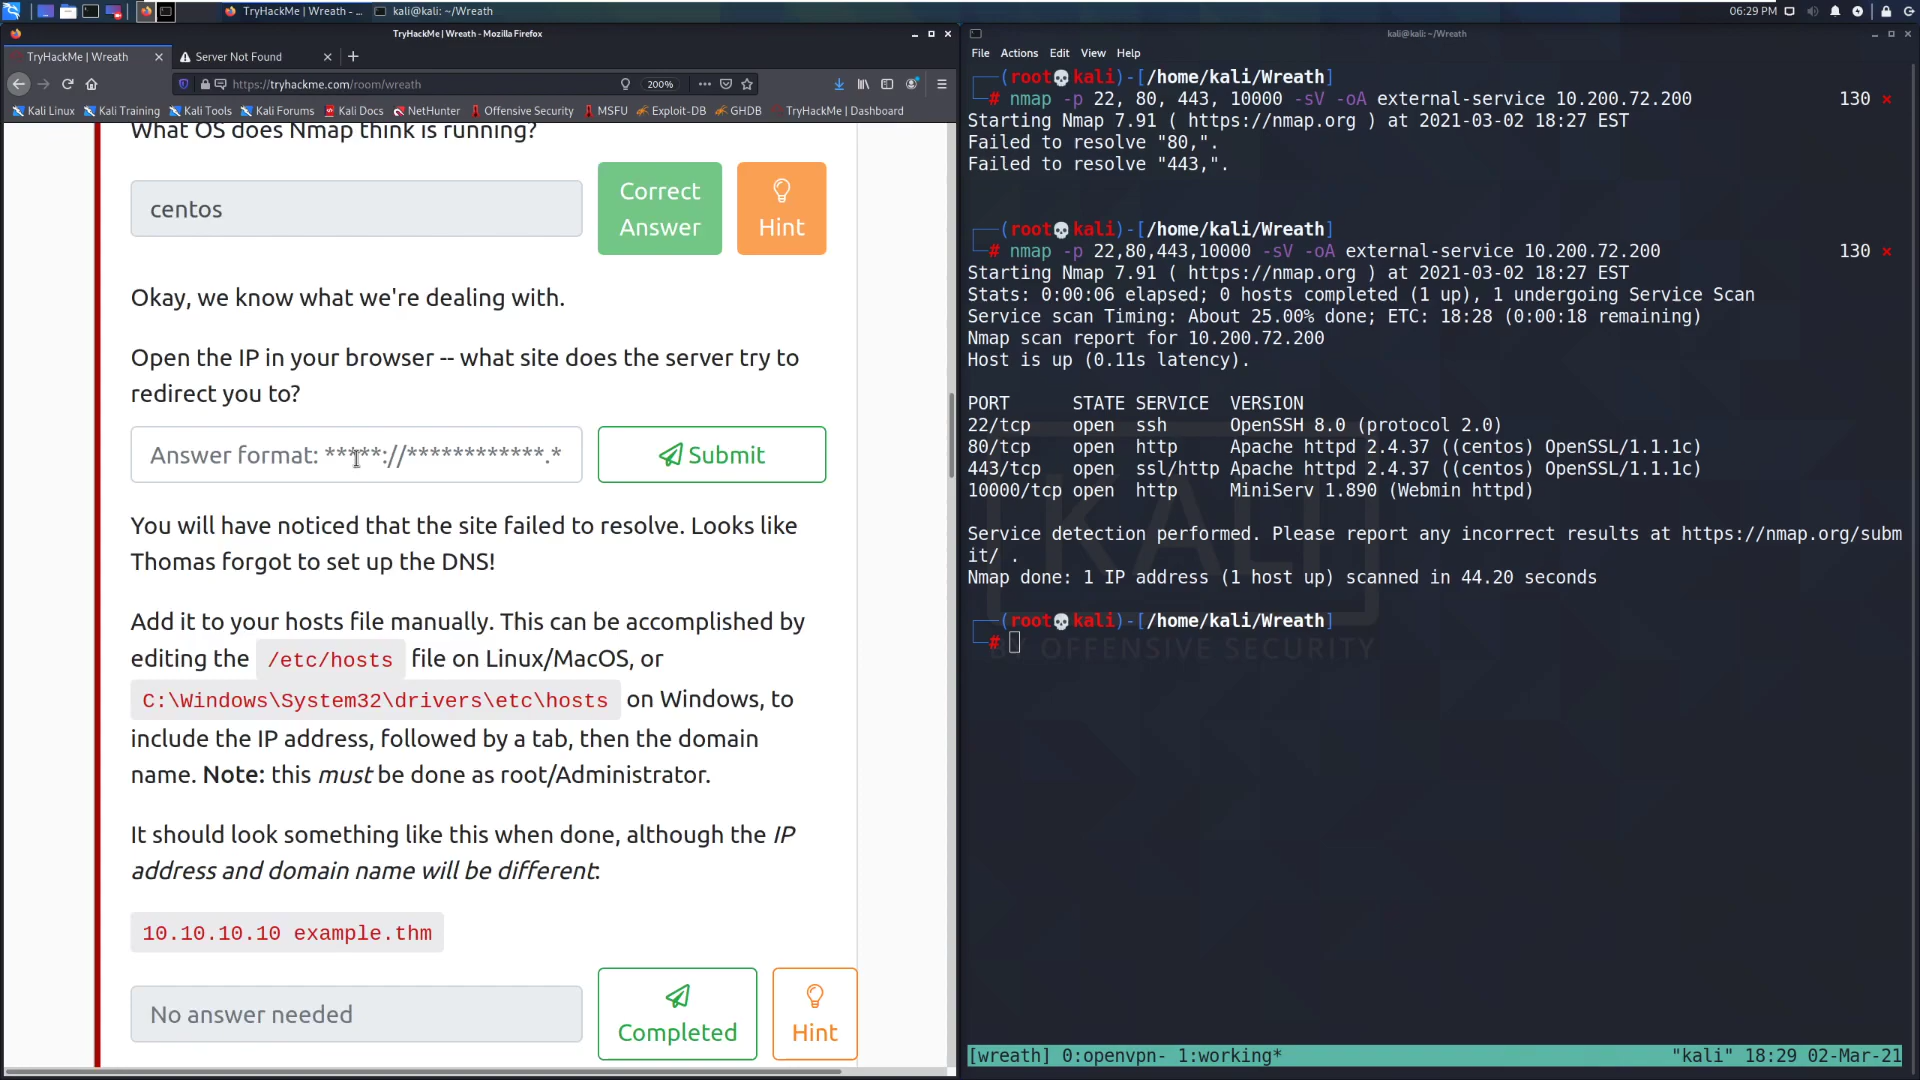 TryHackMe | Wreath - ...
kali@kali: ~/Wreath
06:29 PM
TryHackMe | Wreath - Mozilla Firefox
TryHackMe | Wreath
Server Not Found
https://tryhackme.com/room/wreath
200%
Kali Linux
Kali Training
Kali Tools
Kali Forums
Kali Docs
NetHunter
Offensive Security
MSFU
Exploit-DB
GHDB
TryHackMe | Dashboard
What OS does Nmap think is running?
centos
Correct
Answer
Hint
Okay, we know what we're dealing with.
Open the IP in your browser -- what site does the server try to
redirect you to?
Answer format: *****://************.*
Submit
You will have noticed that the site failed to resolve. Looks like
Thomas forgot to set up the DNS!
Add it to your hosts file manually. This can be accomplished by
editing the /etc/hosts file on Linux/MacOS, or
C:\Windows\System32\drivers\etc\hosts on Windows, to
include the IP address, followed by a tab, then the domain
name. Note: this must be done as root/Administrator.
It should look something like this when done, although the IP
address and domain name will be different:
10.10.10.10 example.thm
No answer needed
Completed
Hint
kali@kali: ~/Wreath
File Actions Edit View Help
┌──(root💀kali)-[/home/kali/Wreath]
└─# nmap -p 22, 80, 443, 10000 -sV -oA external-service 10.200.72.200 130 ⨯
Starting Nmap 7.91 ( https://nmap.org ) at 2021-03-02 18:27 EST
Failed to resolve "80,".
Failed to resolve "443,".
┌──(root💀kali)-[/home/kali/Wreath]
└─# nmap -p 22,80,443,10000 -sV -oA external-service 10.200.72.200 130 ⨯
Starting Nmap 7.91 ( https://nmap.org ) at 2021-03-02 18:27 EST
Stats: 0:00:06 elapsed; 0 hosts completed (1 up), 1 undergoing Service Scan
Service scan Timing: About 25.00% done; ETC: 18:28 (0:00:18 remaining)
Nmap scan report for 10.200.72.200
Host is up (0.11s latency).
PORT STATE SERVICE VERSION
22/tcp open ssh OpenSSH 8.0 (protocol 2.0)
80/tcp open http Apache httpd 2.4.37 ((centos) OpenSSL/1.1.1c)
443/tcp open ssl/http Apache httpd 2.4.37 ((centos) OpenSSL/1.1.1c)
10000/tcp open http MiniServ 1.890 (Webmin httpd)
Service detection performed. Please report any incorrect results at https://nmap.org/subm
it/ .
Nmap done: 1 IP address (1 host up) scanned in 44.20 seconds
┌──(root💀kali)-[/home/kali/Wreath]
└─#
KALI
BY OFFENSIVE SECURITY
[wreath] 0:openvpn- 1:working* "kali" 18:29 02-Mar-21